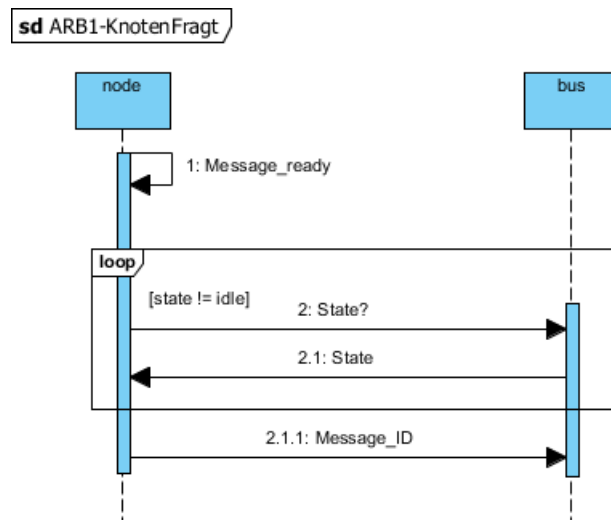 sd ARB1-KnotenFragt
node
bus
1: Message_ready
loop
[state != idle]
2: State?
2.1: State
2.1.1: Message_ID